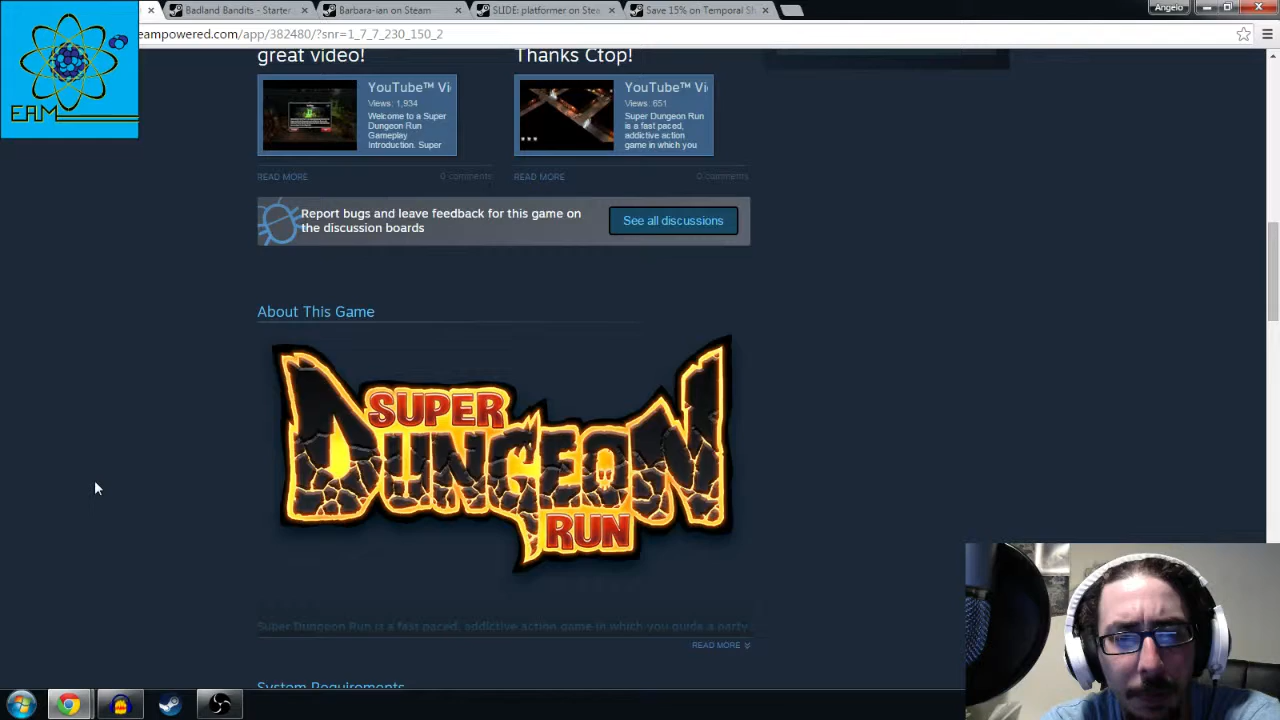 Badland Bandits - Starter
Barbara-ian on Steam
SLIDE: platformer on Stea
Save 15% on Temporal Sh
Angelo
eampowered.com/app/382480/?snr=1_7_7_230_150_2
EAM
great video!
Thanks Ctop!
YouTube™ Vi
Views: 1,934
Welcome to a Super
Dungeon Run
Gameplay
Introduction. Super
YouTube™ Vi
Views: 651
Super Dungeon Run
is a fast paced,
addictive action
game in which you
READ MORE
0 comments
READ MORE
0 comments
Report bugs and leave feedback for this game on
the discussion boards
See all discussions
About This Game
SUPER
DUNGEON
RUN
Super Dungeon Run is a fast paced, addictive action game in which you guide a party
READ MORE
System Requirements